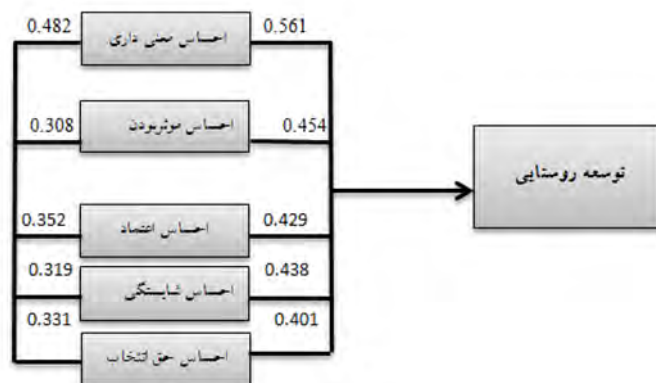 0.482 احساس معنی داری 0.561
0.308 احساس موثربودن 0.454
توسعه روستایی
0.352 احساس اعتماد 0.429
0.319 احساس شایستگی 0.438
0.331 احساس حق انتخاب 0.401